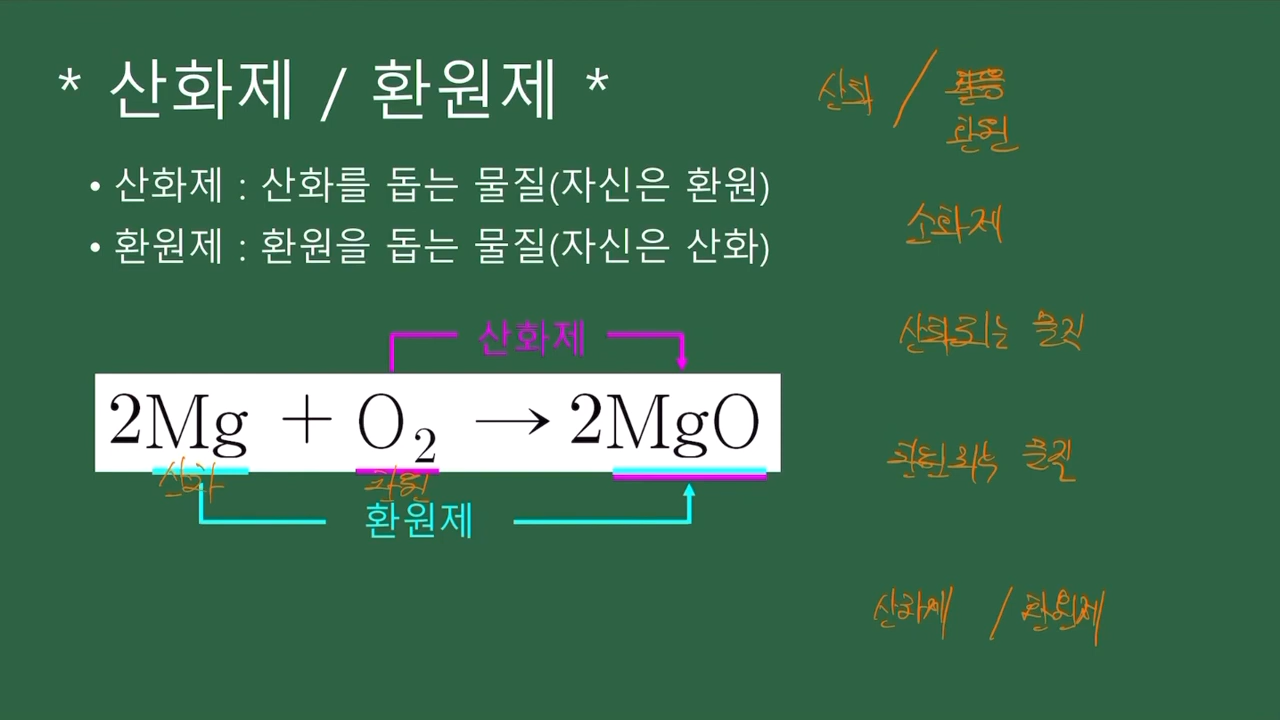 * 산화제 / 환원제 *
• 산화제 : 산화를 돕는 물질(자신은 환원)
• 환원제 : 환원을 돕는 물질(자신은 산화)
산화제
2Mg + O₂ → 2MgO
산화 환원
환원제
산화 /
환원
소화제
산화되는 물질
환원되는 물질
산화제 / 환원제